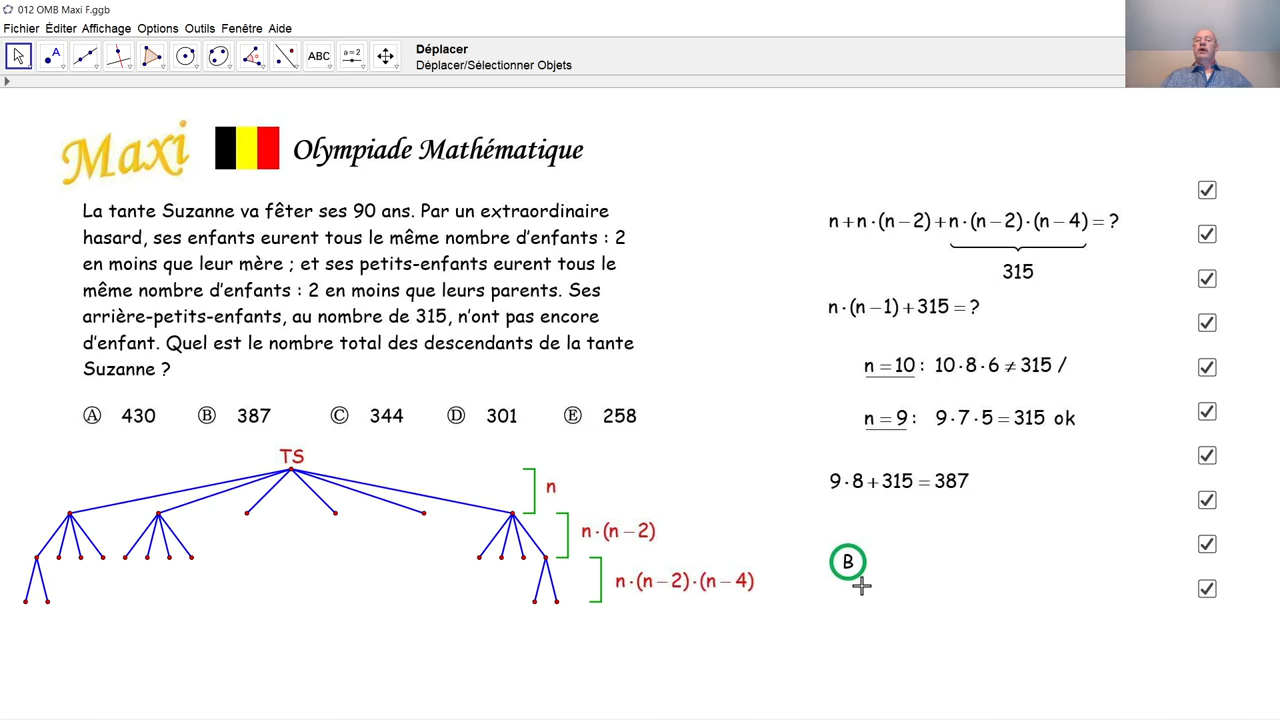 012 OMB Maxi F.ggb
Fichier Éditer Affichage Options Outils Fenêtre Aide
A
ABC
a=2
Déplacer
Déplacer/Sélectionner Objets
Maxi
Olympiade Mathématique
La tante Suzanne va fêter ses 90 ans. Par un extraordinaire
hasard, ses enfants eurent tous le même nombre d'enfants : 2
en moins que leur mère ; et ses petits-enfants eurent tous le
même nombre d'enfants : 2 en moins que leurs parents. Ses
arrière-petits-enfants, au nombre de 315, n'ont pas encore
d'enfant. Quel est le nombre total des descendants de la tante
Suzanne ?
Ⓐ 430 Ⓑ 387 Ⓒ 344 Ⓓ 301 Ⓔ 258
TS
n
n·(n−2)
n·(n−2)·(n−4)
n+n·(n−2)+n·(n−2)·(n−4)=?
315
n·(n−1)+315=?
n=10: 10·8·6≠315 /
n=9: 9·7·5=315 ok
9·8+315=387
B